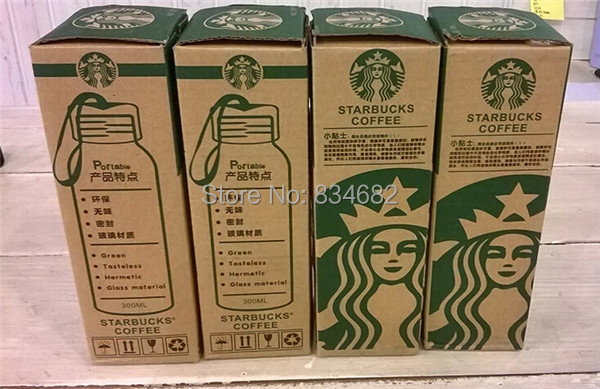 Portable
产品特点
• 环保
• 无味
• 密封
• 玻璃材质
• Green
• Tasteless
• Hermetic
• Glass material
300ML
STARBUCKS®
COFFEE
Portable
产品特点
• 环保
• 无味
• 密封
• 玻璃材质
• Green
• Tasteless
• Hermetic
• Glass material
300ML
STARBUCKS®
COFFEE
STARBUCKS
COFFEE
小贴士:
STARBUCKS
COFFEE
小贴士:
Store No: 834682